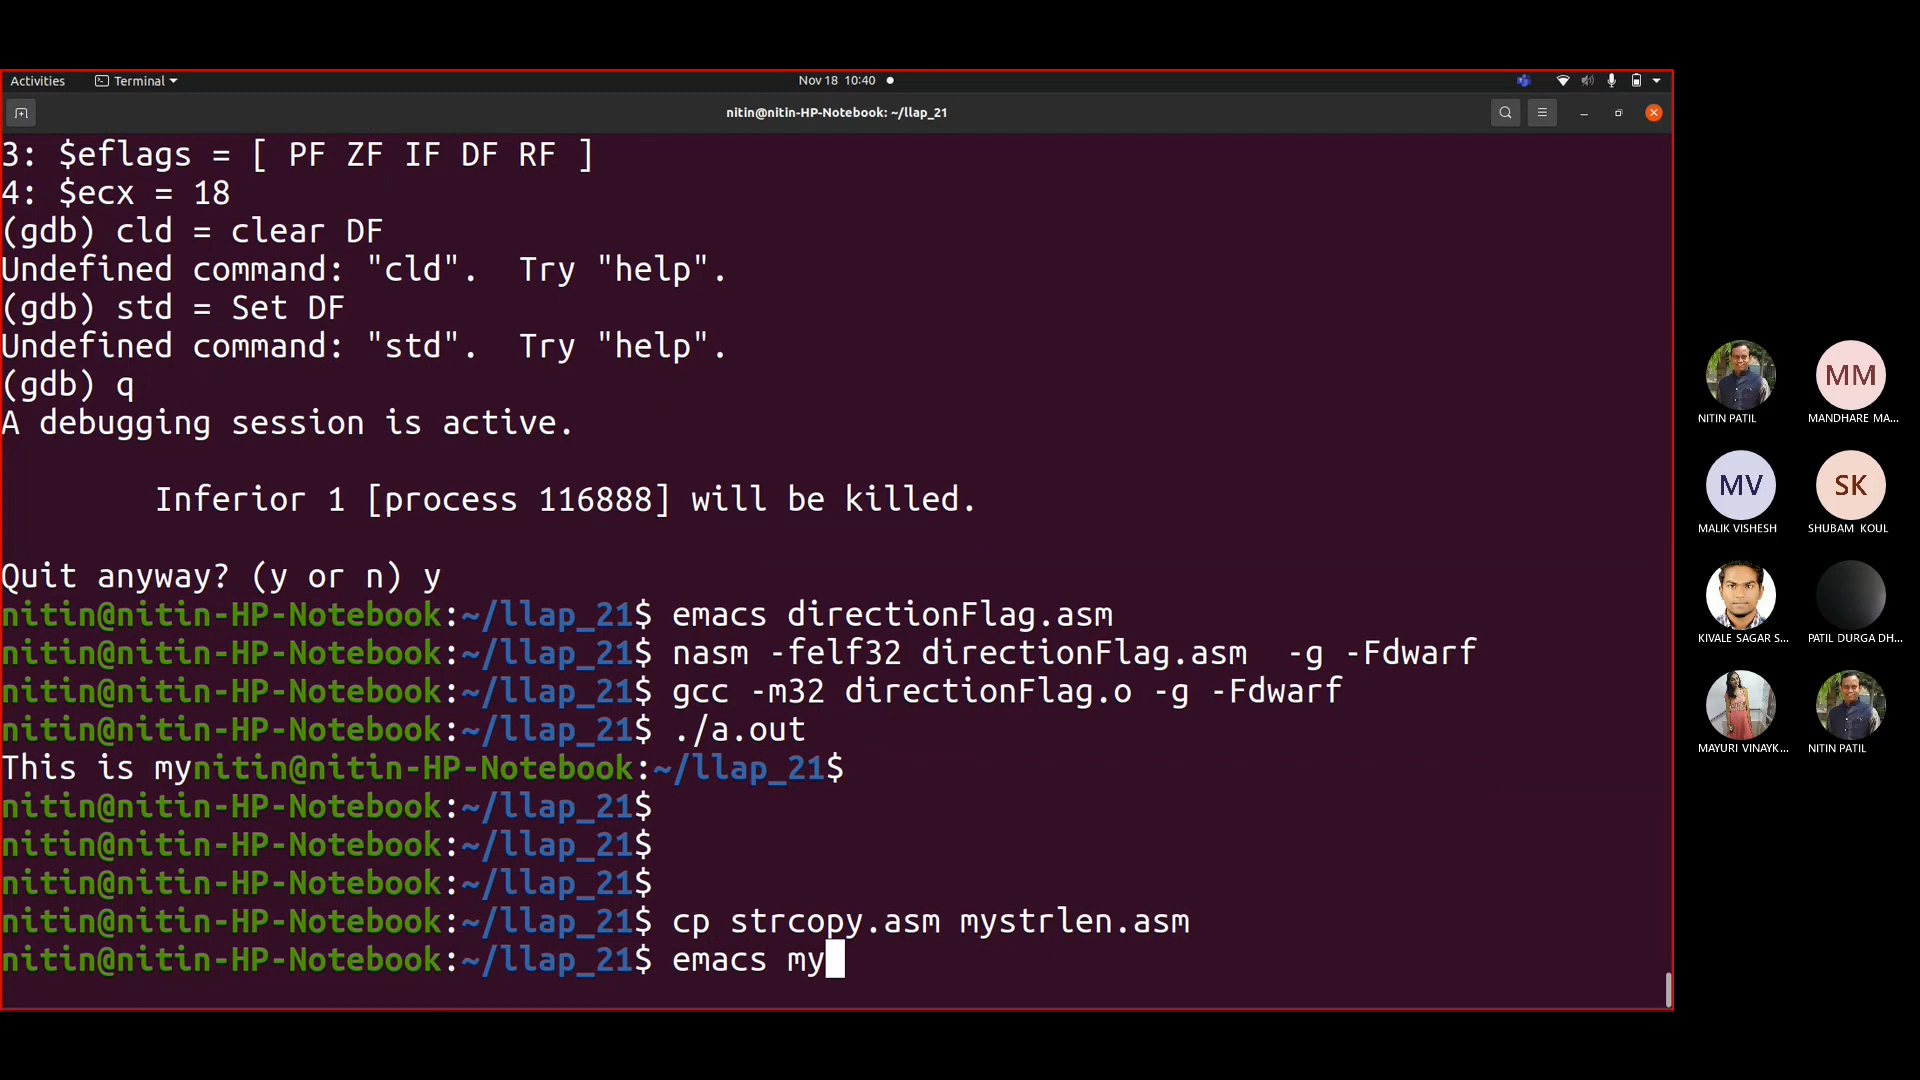 Activities Terminal Nov 18 10:40
nitin@nitin-HP-Notebook: ~/llap_21
3: $eflags = [ PF ZF IF DF RF ]
4: $ecx = 18
(gdb) cld = clear DF
Undefined command: "cld".  Try "help".
(gdb) std = Set DF
Undefined command: "std".  Try "help".
(gdb) q
A debugging session is active.
Inferior 1 [process 116888] will be killed.
Quit anyway? (y or n) y
nitin@nitin-HP-Notebook:~/llap_21$ emacs directionFlag.asm
nitin@nitin-HP-Notebook:~/llap_21$ nasm -felf32 directionFlag.asm  -g -Fdwarf
nitin@nitin-HP-Notebook:~/llap_21$ gcc -m32 directionFlag.o -g -Fdwarf
nitin@nitin-HP-Notebook:~/llap_21$ ./a.out
This is mynitin@nitin-HP-Notebook:~/llap_21$
nitin@nitin-HP-Notebook:~/llap_21$
nitin@nitin-HP-Notebook:~/llap_21$
nitin@nitin-HP-Notebook:~/llap_21$
nitin@nitin-HP-Notebook:~/llap_21$ cp strcopy.asm mystrlen.asm
nitin@nitin-HP-Notebook:~/llap_21$ emacs my
MM
NITIN PATIL MANDHARE MA...
MV SK
MALIK VISHESH SHUBAM KOUL
KIVALE SAGAR S... PATIL DURGA DH...
MAYURI VINAYK... NITIN PATIL